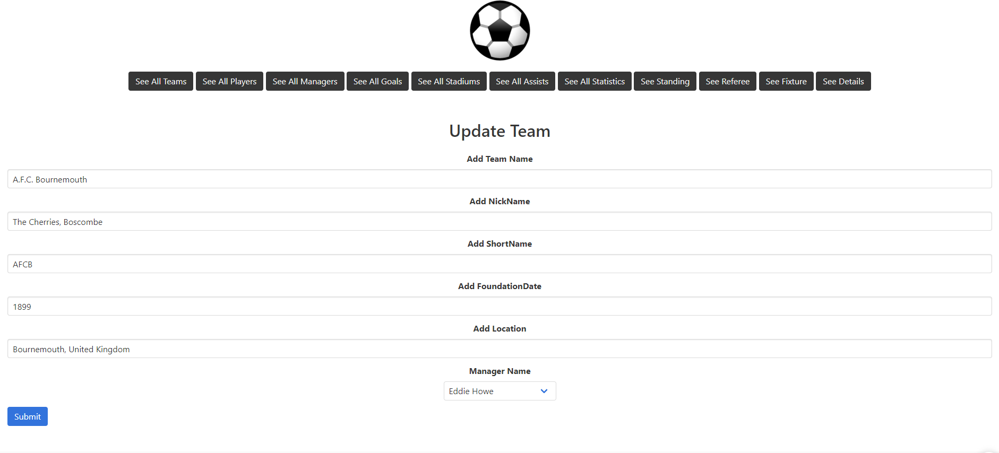 See All Teams See All Players See All Managers See All Goals See All Stadiums See All Assists See All Statistics See Standing See Referee See Fixture See Details
Update Team
Add Team Name
A.F.C. Bournemouth
Add NickName
The Cherries, Boscombe
Add ShortName
AFCB
Add FoundationDate
1899
Add Location
Bournemouth, United Kingdom
Manager Name
Eddie Howe
Submit